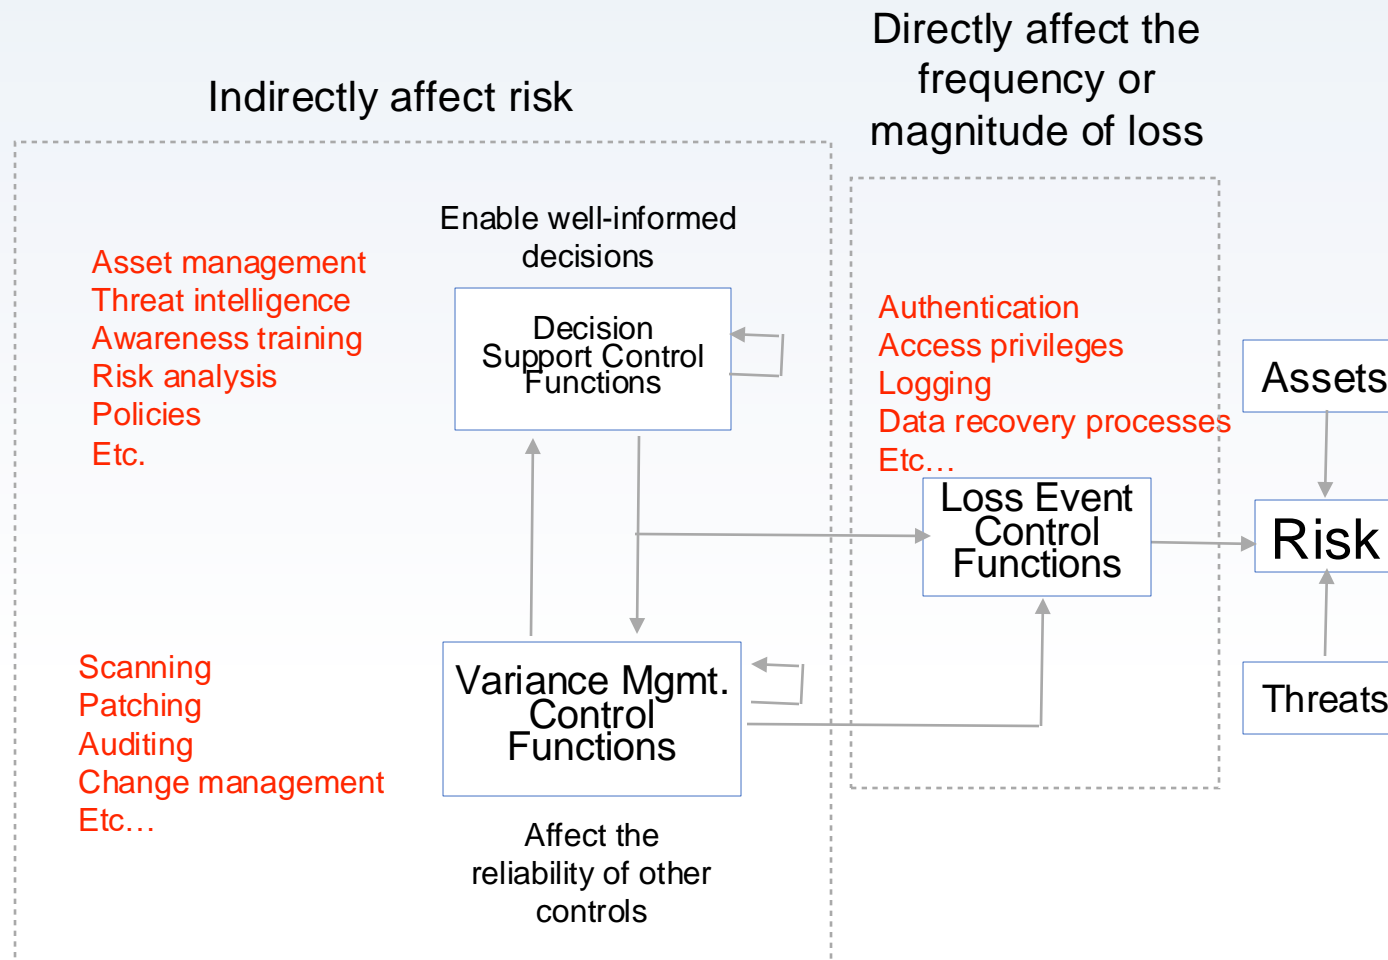 Indirectly affect risk
Directly affect the
frequency or
magnitude of loss
Enable well-informed
decisions
Asset management
Threat intelligence
Awareness training
Risk analysis
Policies
Etc.
Decision
Support Control
Functions
Authentication
Access privileges
Logging
Data recovery processes
Etc…
Loss Event
Control
Functions
Assets
Risk
Threats
Scanning
Patching
Auditing
Change management
Etc…
Variance Mgmt.
Control
Functions
Affect the
reliability of other
controls